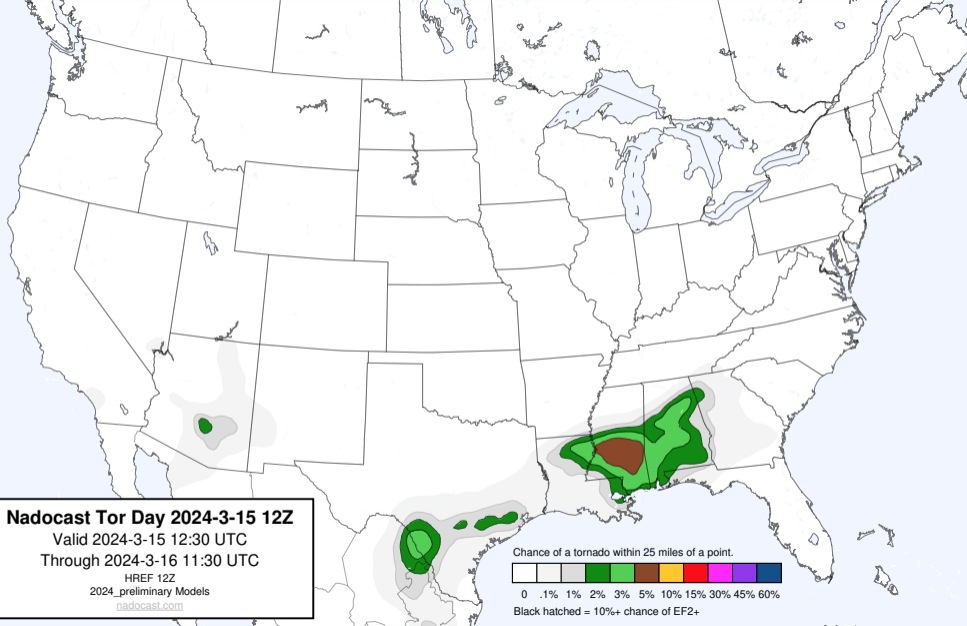 Nadocast Tor Day 2024-3-15 12Z
Valid 2024-3-15 12:30 UTC
Through 2024-3-16 11:30 UTC
HREF 12Z
2024_preliminary Models
nadocast.com
Chance of a tornado within 25 miles of a point.
0 .1% 1% 2% 3% 5% 10% 15% 30% 45% 60%
Black hatched = 10%+ chance of EF2+